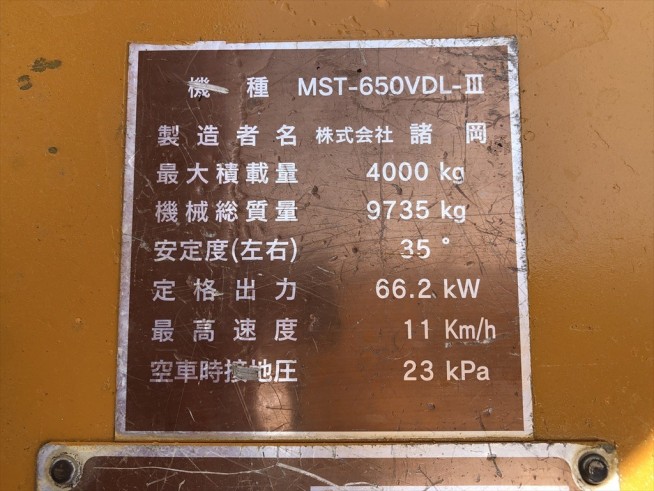 機種 MST-650VDL-Ⅲ
製造者名 株式会社 諸岡
最大積載量 4000 kg
機械総質量 9735 kg
安定度(左右) 35°
定格出力 66.2 kW
最高速度 11 Km/h
空車時接地圧 23 kPa